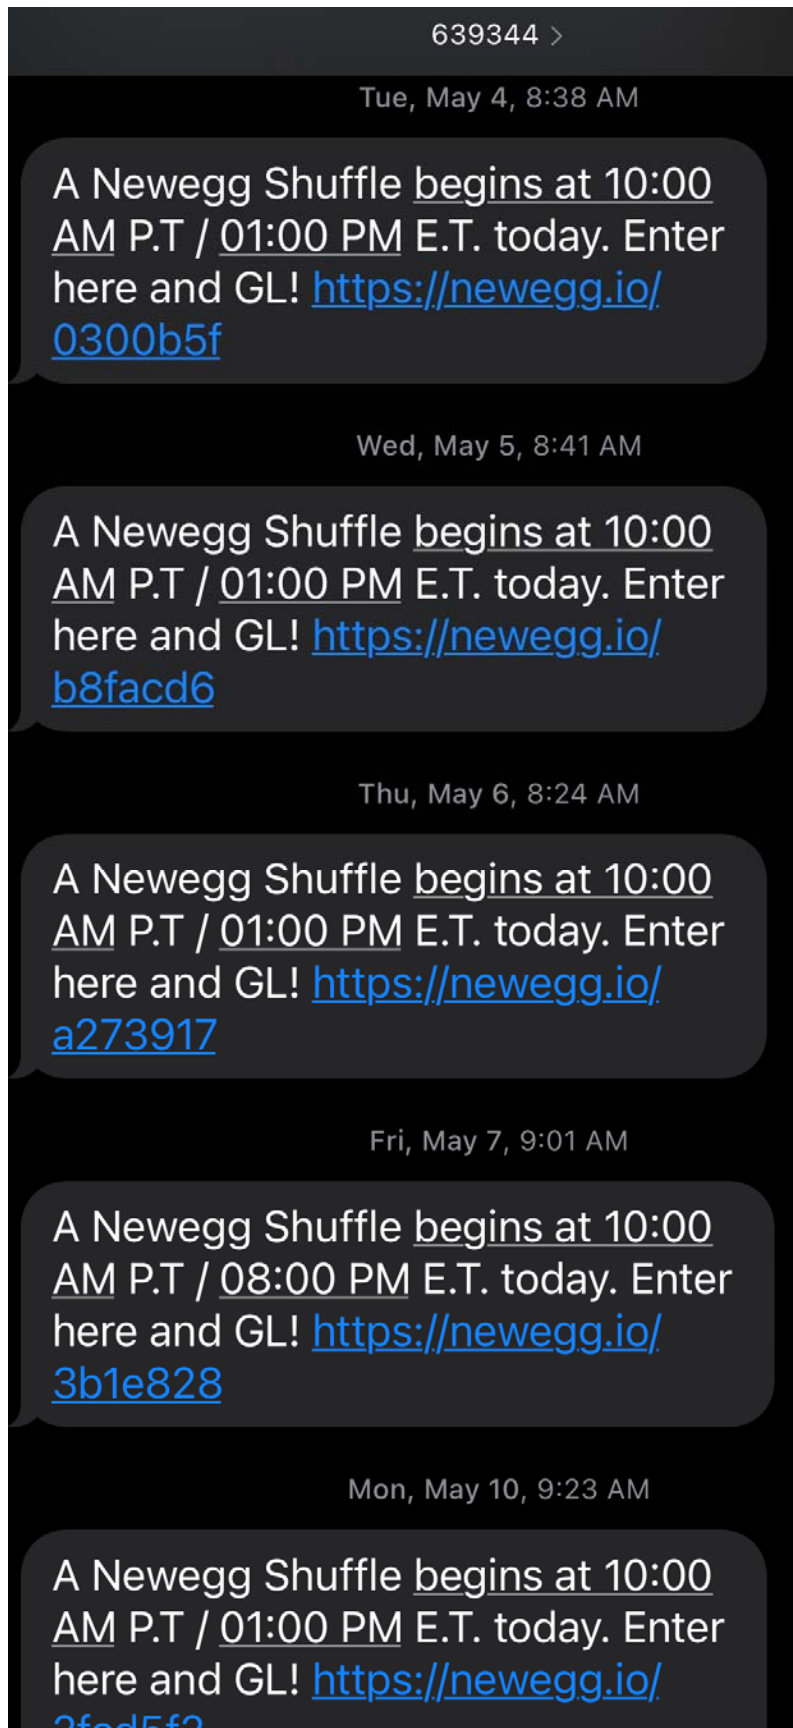 639344 >
Tue, May 4, 8:38 AM
A Newegg Shuffle begins at 10:00
AM P.T / 01:00 PM E.T. today. Enter
here and GL! https://newegg.io/
0300b5f
Wed, May 5, 8:41 AM
A Newegg Shuffle begins at 10:00
AM P.T / 01:00 PM E.T. today. Enter
here and GL! https://newegg.io/
b8facd6
Thu, May 6, 8:24 AM
A Newegg Shuffle begins at 10:00
AM P.T / 01:00 PM E.T. today. Enter
here and GL! https://newegg.io/
a273917
Fri, May 7, 9:01 AM
A Newegg Shuffle begins at 10:00
AM P.T / 08:00 PM E.T. today. Enter
here and GL! https://newegg.io/
3b1e828
Mon, May 10, 9:23 AM
A Newegg Shuffle begins at 10:00
AM P.T / 01:00 PM E.T. today. Enter
here and GL! https://newegg.io/